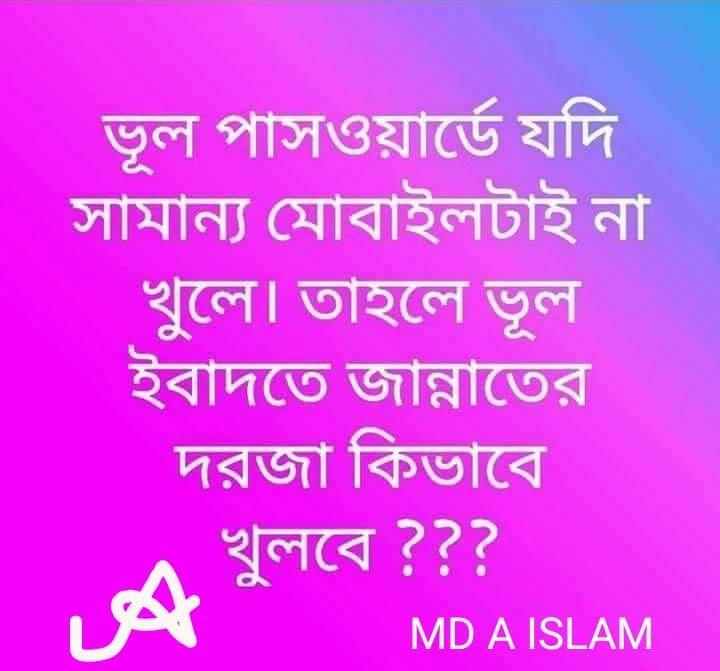 ভূল পাসওয়ার্ডে যদি
সামান্য মোবাইলটাই না
খুলে। তাহলে ভূল
ইবাদতে জান্নাতের
দরজা কিভাবে
খুলবে ???
MD A ISLAM